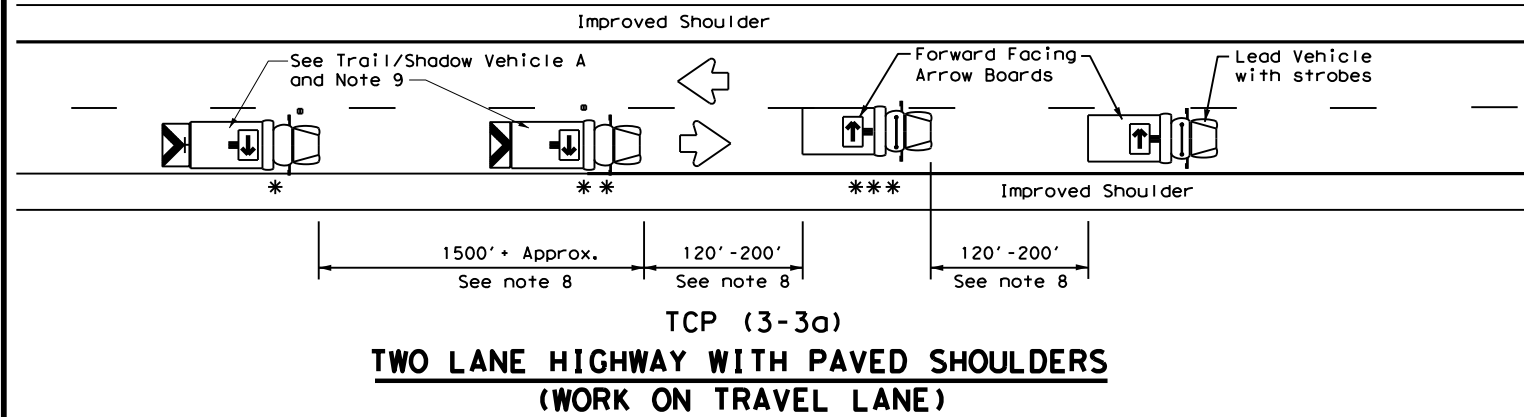 Improved Shoulder
See Trail/Shadow Vehicle A
and Note 9
Forward Facing
Arrow Boards
Lead Vehicle
with strobes
*
**
***
Improved Shoulder
1500'+ Approx.
See note 8
120'-200'
See note 8
120'-200'
See note 8
TCP (3-3a)
TWO LANE HIGHWAY WITH PAVED SHOULDERS
(WORK ON TRAVEL LANE)